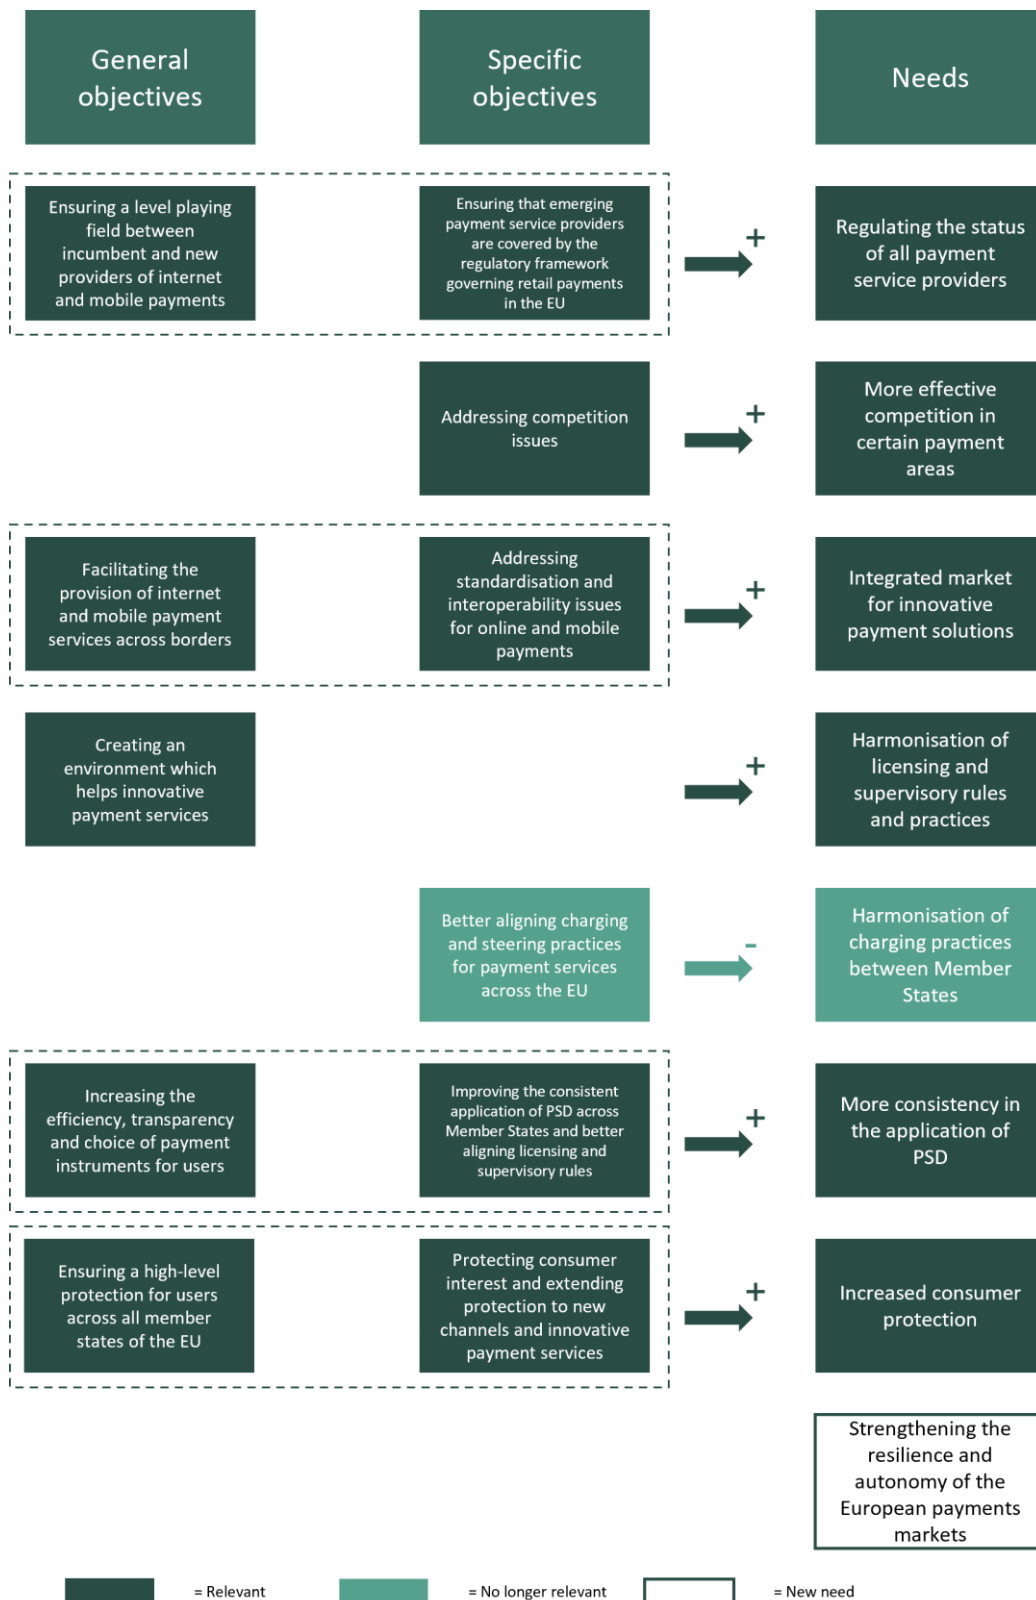 General
objectives
Specific
objectives
Needs
Ensuring a level playing
field between
incumbent and new
providers of internet
and mobile payments
Ensuring that emerging
payment service providers
are covered by the
regulatory framework
governing retail payments
in the EU
+
Regulating the status
of all payment
service providers
Addressing competition
issues
+
More effective
competition in
certain payment
areas
Facilitating the
provision of internet
and mobile payment
services across borders
Addressing
standardisation and
interoperability issues
for online and mobile
payments
+
Integrated market
for innovative
payment solutions
Creating an
environment which
helps innovative
payment services
+
Harmonisation of
licensing and
supervisory rules
and practices
Better aligning charging
and steering practices
for payment services
across the EU
-
Harmonisation of
charging practices
between Member
States
Increasing the
efficiency, transparency
and choice of payment
instruments for users
Improving the consistent
application of PSD across
Member States and better
aligning licensing and
supervisory rules
+
More consistency in
the application of
PSD
Ensuring a high-level
protection for users
across all member
states of the EU
Protecting consumer
interest and extending
protection to new
channels and innovative
payment services
+
Increased consumer
protection
Strengthening the
resilience and
autonomy of the
European payments
markets
= Relevant
= No longer relevant
= New need